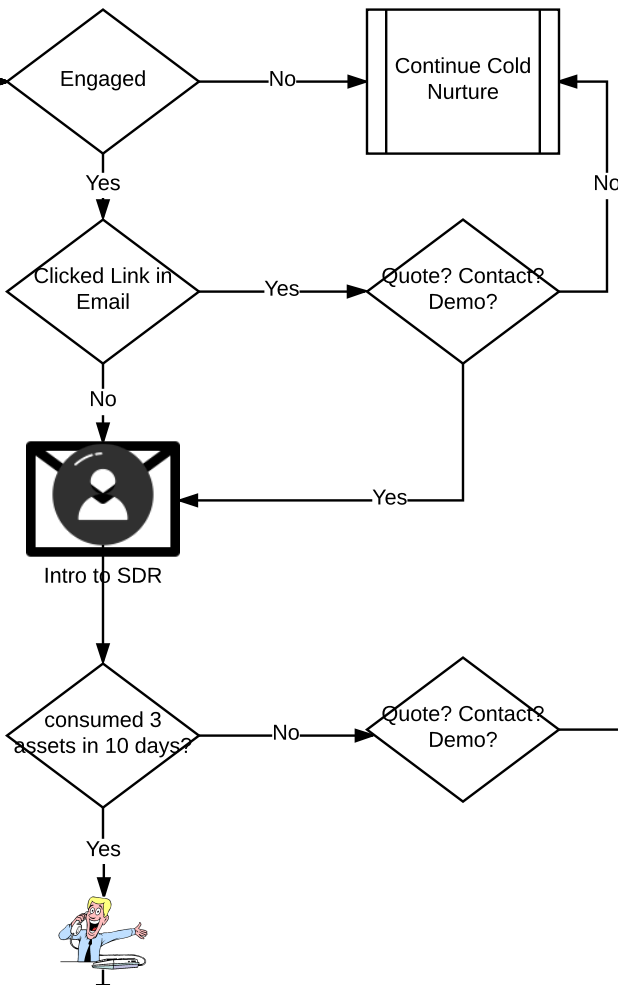 Engaged
No
Continue Cold
Nurture
Yes
No
Clicked Link in
Email
Yes
Quote? Contact?
Demo?
No
Yes
Intro to SDR
consumed 3
assets in 10 days?
No
Quote? Contact?
Demo?
Yes